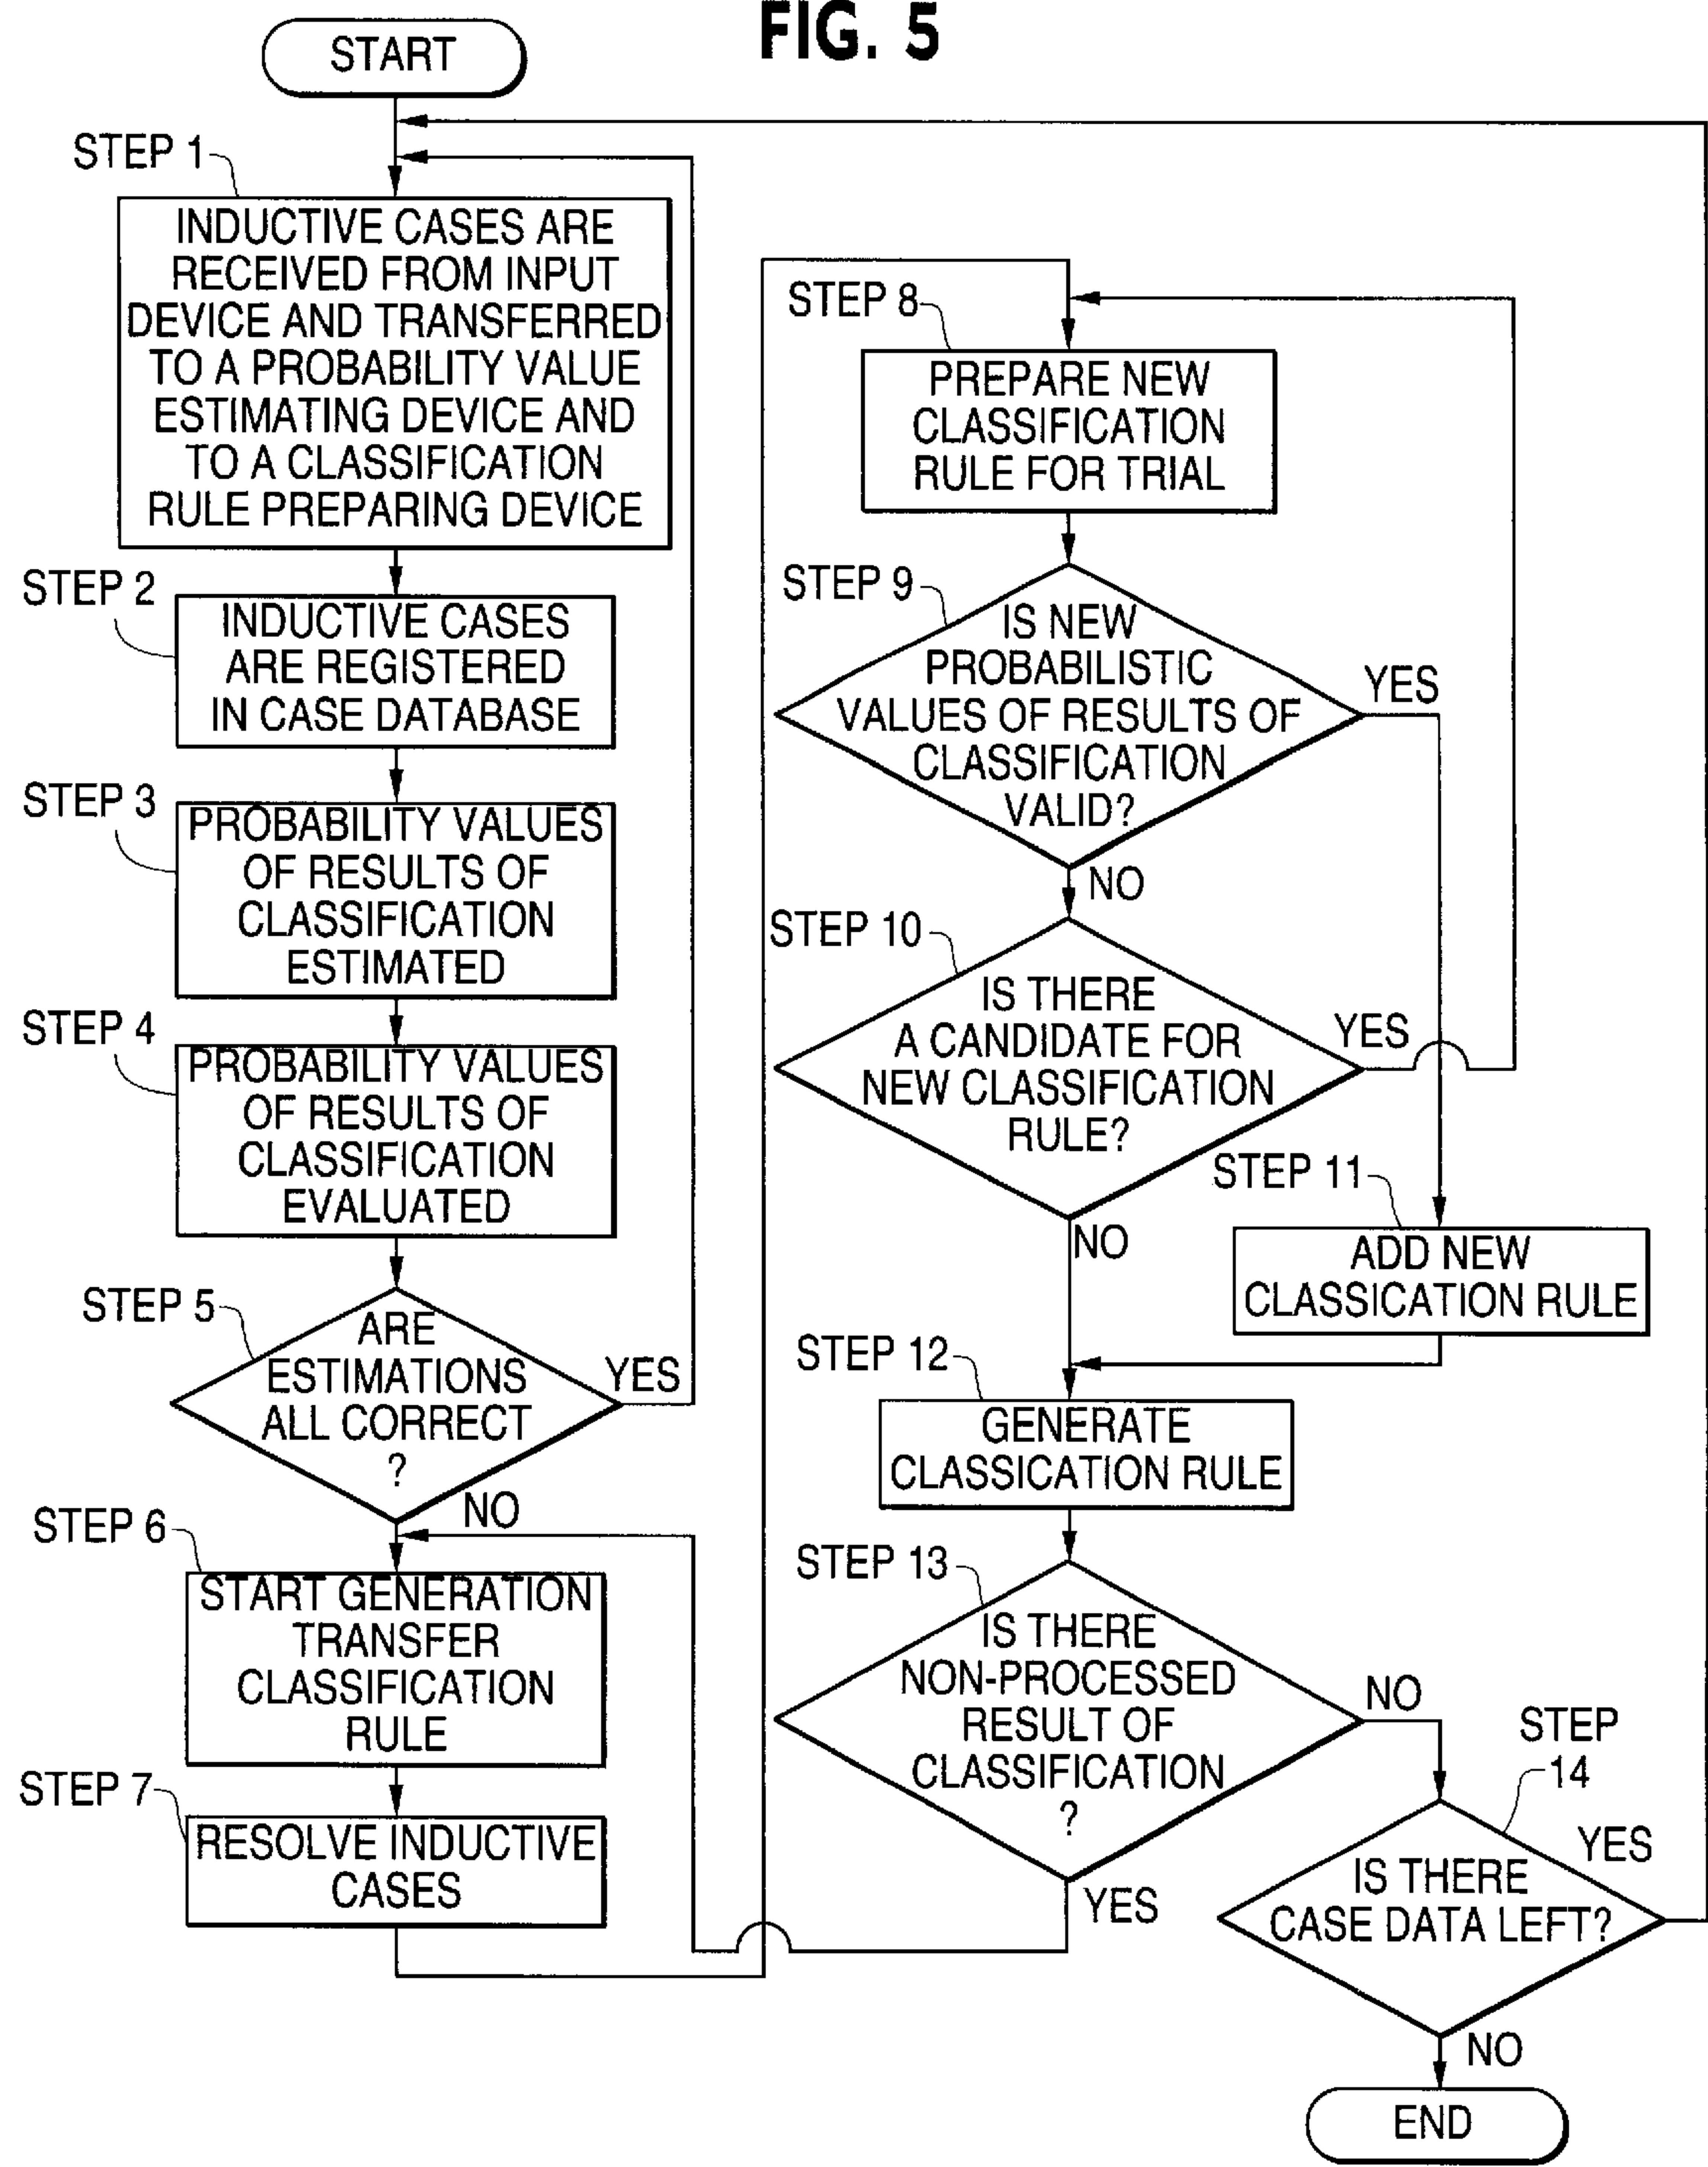 FIG. 5
START
STEP 1
INDUCTIVE CASES ARE
RECEIVED FROM INPUT
DEVICE AND TRANSFERRED
TO A PROBABILITY VALUE
ESTIMATING DEVICE AND
TO A CLASSIFICATION
RULE PREPARING DEVICE
STEP 2
INDUCTIVE CASES
ARE REGISTERED
IN CASE DATABASE
STEP 3
PROBABILITY VALUES
OF RESULTS OF
CLASSIFICATION
ESTIMATED
STEP 4
PROBABILITY VALUES
OF RESULTS OF
CLASSIFICATION
EVALUATED
STEP 5
ARE
ESTIMATIONS
ALL CORRECT
?
YES
NO
STEP 6
START GENERATION
TRANSFER
CLASSIFICATION
RULE
STEP 7
RESOLVE INDUCTIVE
CASES
STEP 8
PREPARE NEW
CLASSIFICATION
RULE FOR TRIAL
STEP 9
IS NEW
PROBABILISTIC
VALUES OF RESULTS OF
CLASSIFICATION
VALID?
YES
NO
STEP 10
IS THERE
A CANDIDATE FOR
NEW CLASSIFICATION
RULE?
YES
NO
STEP 11
ADD NEW
CLASSICATION RULE
STEP 12
GENERATE
CLASSICATION RULE
STEP 13
IS THERE
NON-PROCESSED
RESULT OF
CLASSIFICATION
?
NO
YES
STEP
14
IS THERE
CASE DATA LEFT?
YES
NO
END